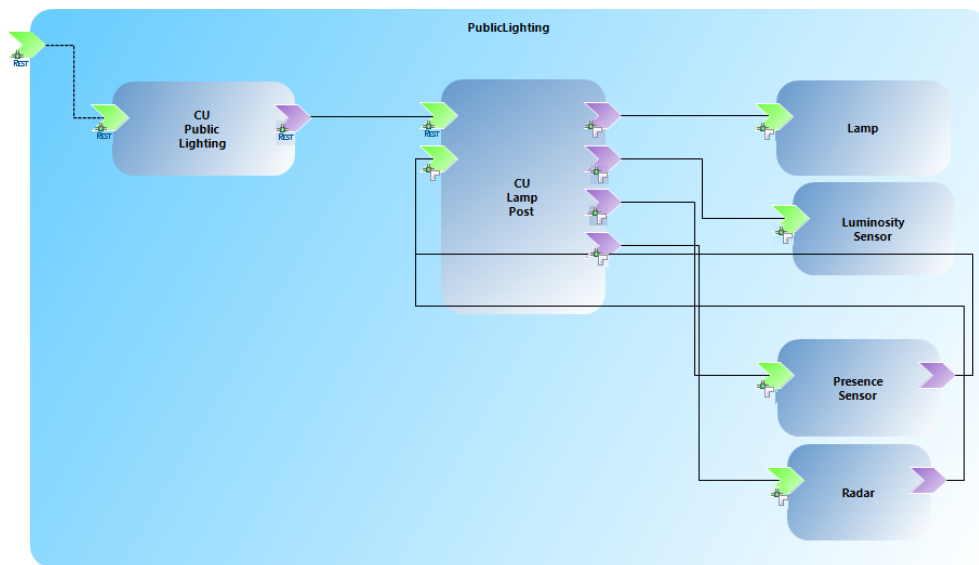 PublicLighting
REST
CU
Public
Lighting
REST
REST
CU
Lamp
Post
REST
Lamp
Luminosity
Sensor
Presence
Sensor
Radar